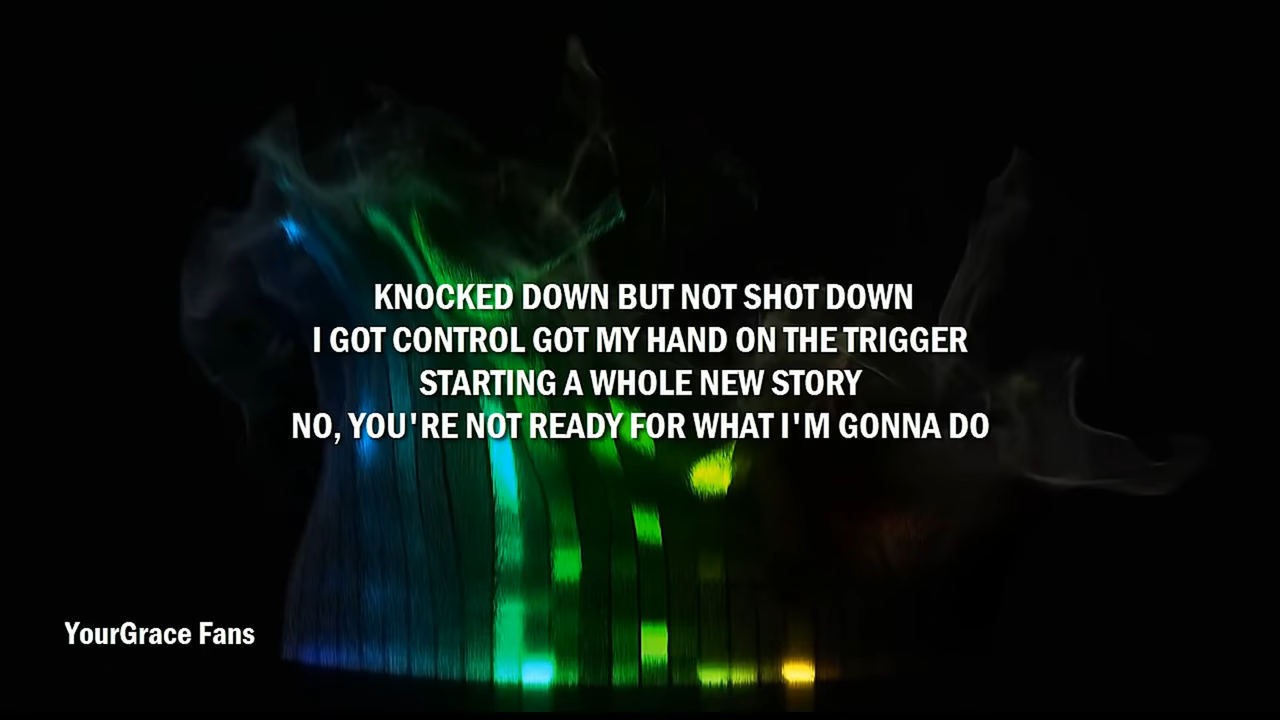 KNOCKED DOWN BUT NOT SHOT DOWN
I GOT CONTROL GOT MY HAND ON THE TRIGGER
STARTING A WHOLE NEW STORY
NO, YOU'RE NOT READY FOR WHAT I'M GONNA DO
YourGrace Fans